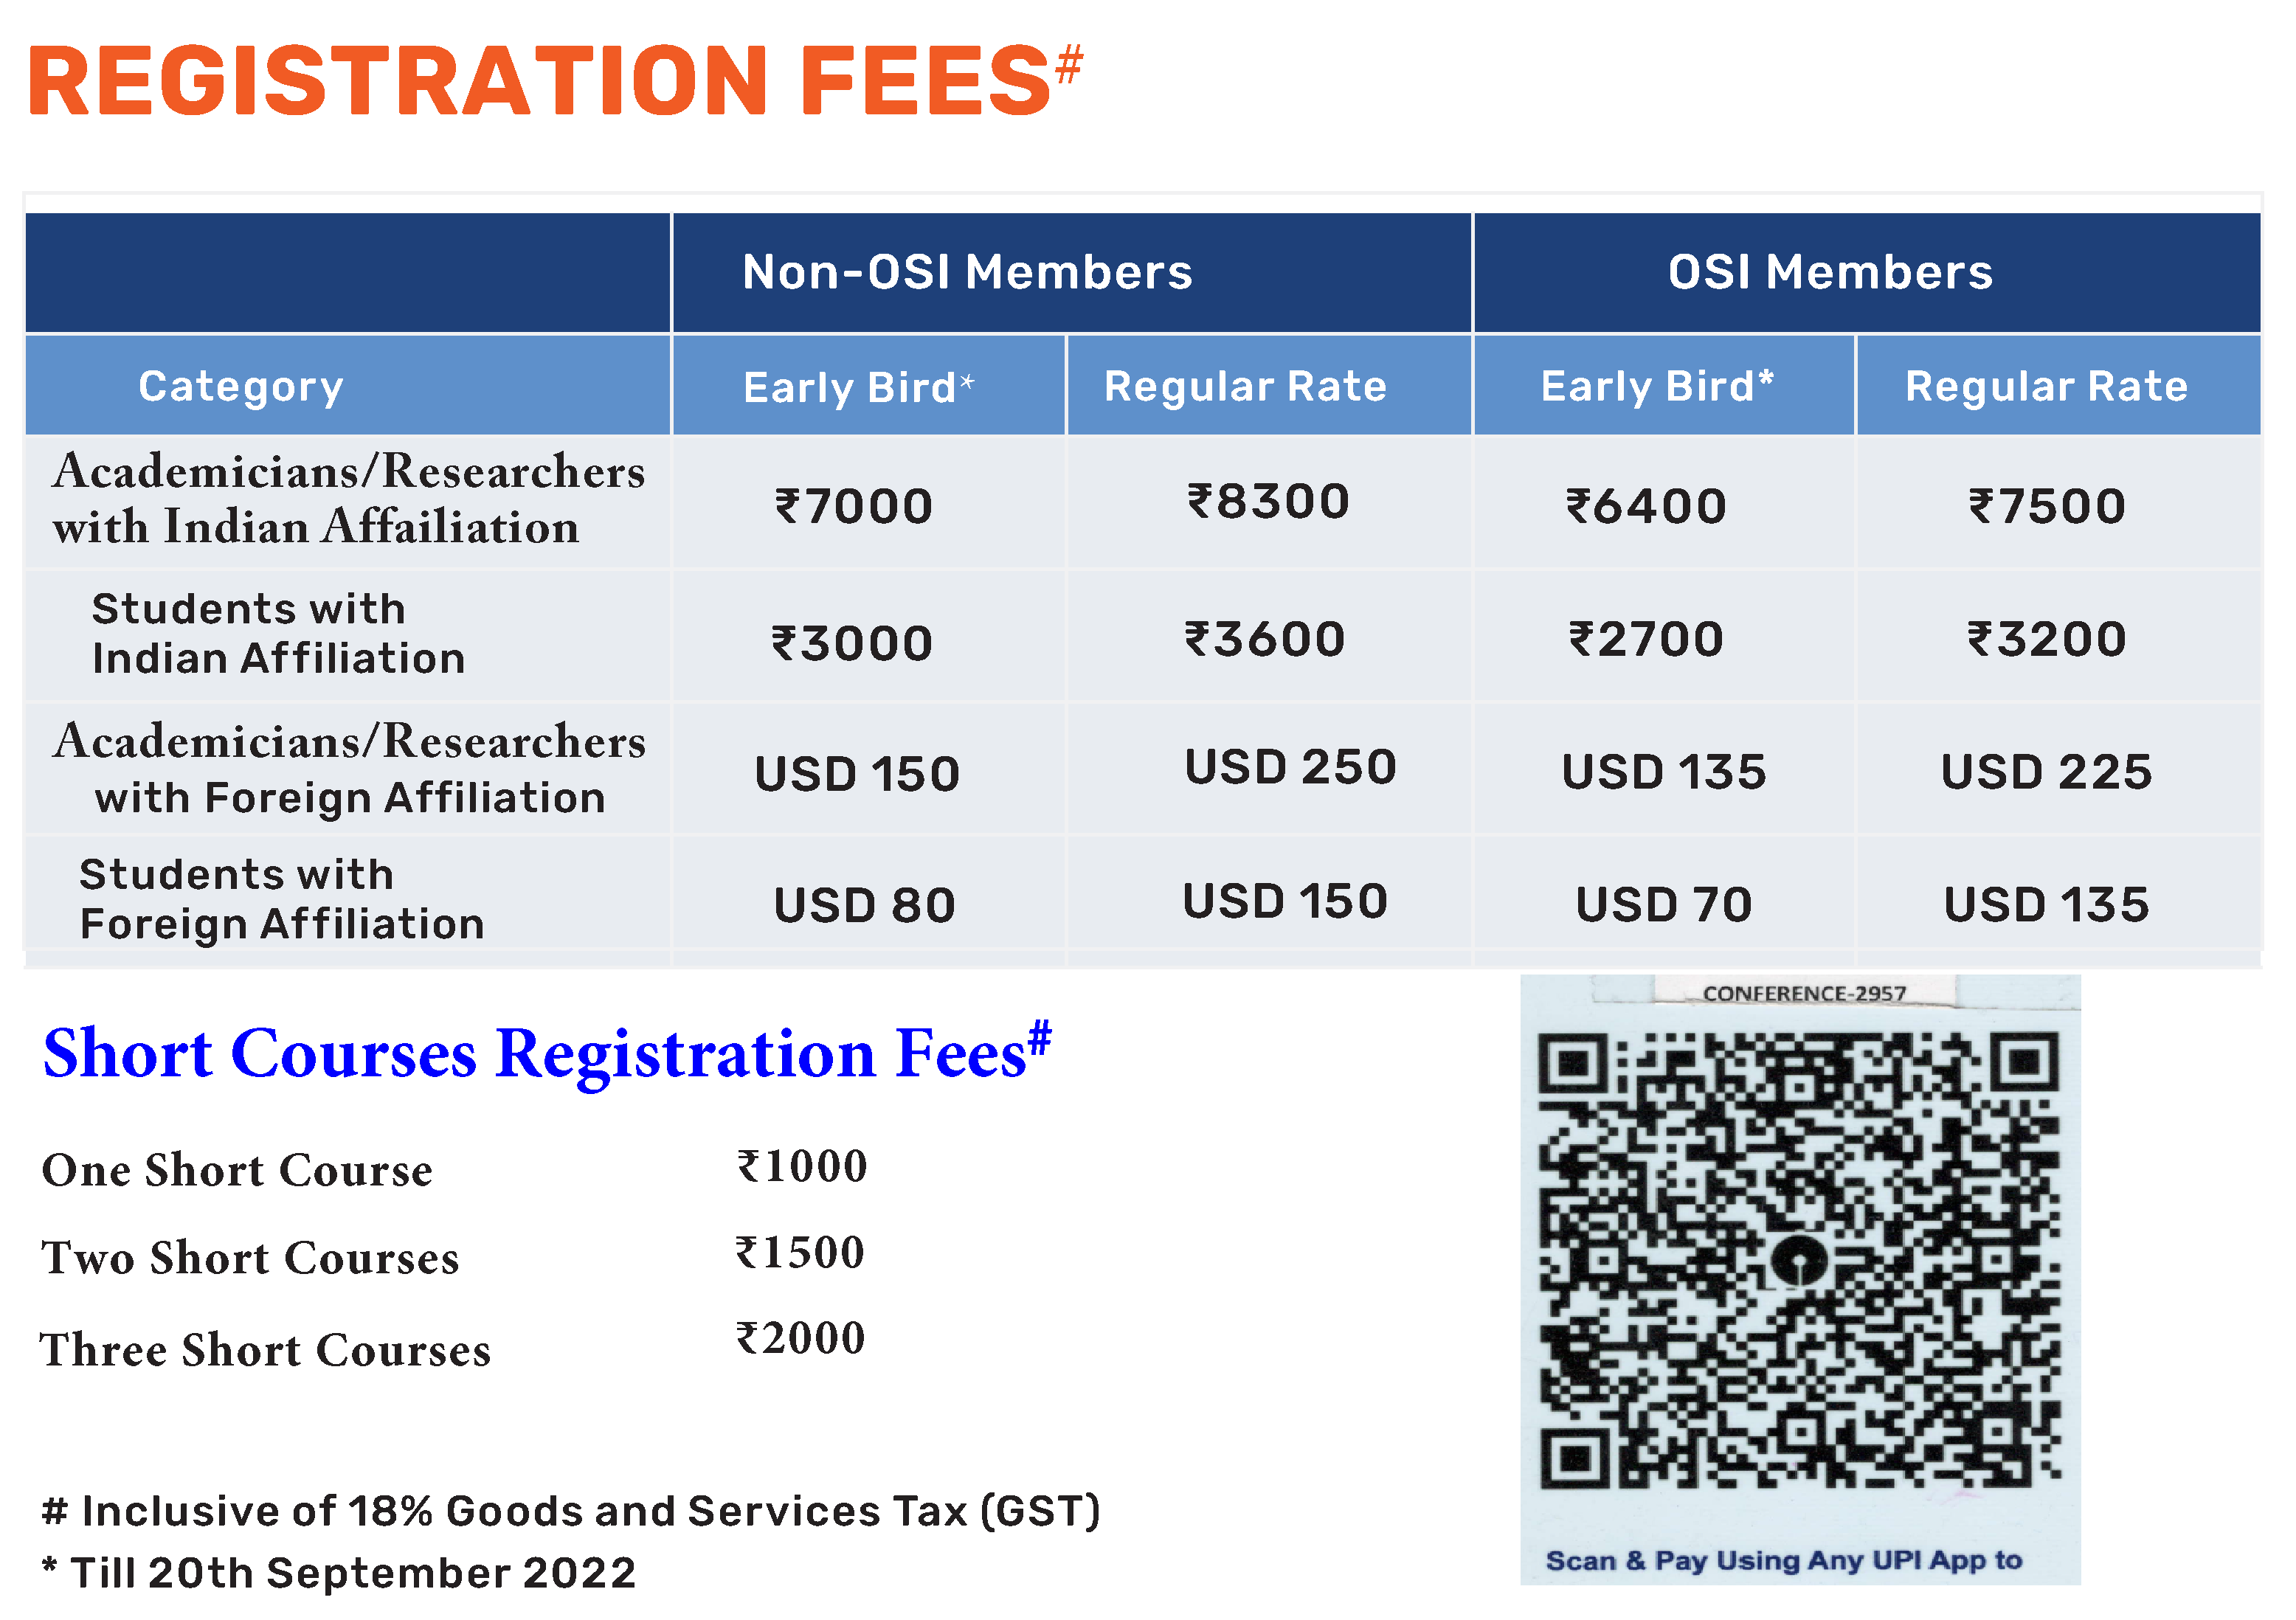 REGISTRATION FEES#
Non-OSI Members OSI Members
Category Early Bird* Regular Rate Early Bird* Regular Rate
Academicians/Researchers
with Indian Affailiation
₹7000 ₹8300 ₹6400 ₹7500
Students with
Indian Affiliation
₹3000 ₹3600 ₹2700 ₹3200
Academicians/Researchers
with Foreign Affiliation
USD 150 USD 250 USD 135 USD 225
Students with
Foreign Affiliation
USD 80 USD 150 USD 70 USD 135
CONFERENCE-2957
Short Courses Registration Fees#
One Short Course ₹1000
Two Short Courses ₹1500
Three Short Courses ₹2000
# Inclusive of 18% Goods and Services Tax (GST)
* Till 20th September 2022
Scan & Pay Using Any UPI App to